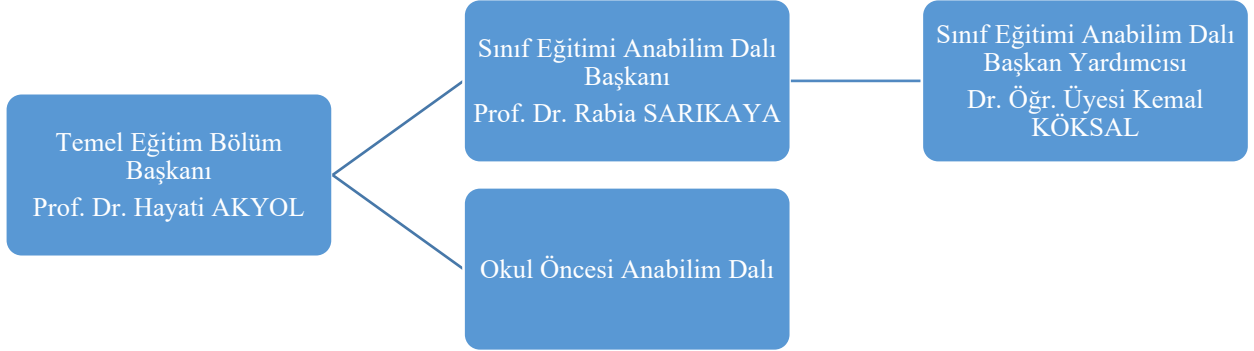 Temel Eğitim Bölüm
Başkanı
Prof. Dr. Hayati AKYOL
Sınıf Eğitimi Anabilim Dalı
Başkanı
Prof. Dr. Rabia SARIKAYA
Sınıf Eğitimi Anabilim Dalı
Başkan Yardımcısı
Dr. Öğr. Üyesi Kemal
KÖKSAL
Okul Öncesi Anabilim Dalı